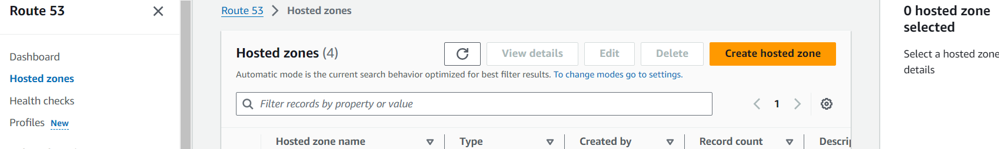 Route 53
Dashboard
Hosted zones
Health checks
Profiles New
Route 53 Hosted zones
Hosted zones (4)
View details
Edit
Delete
Create hosted zone
Automatic mode is the current search behavior optimized for best filter results. To change modes go to settings.
Filter records by property or value
1
Hosted zone name
Type
Created by
Record count
0 hosted zone
selected
Select a hosted zone
details